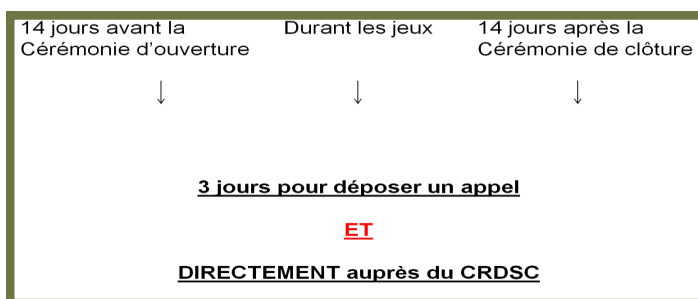 14 jours avant la Cérémonie d'ouverture
Durant les jeux
14 jours après la Cérémonie de clôture
↓ ↓ ↓
3 jours pour déposer un appel
ET
DIRECTEMENT auprès du CRDSC